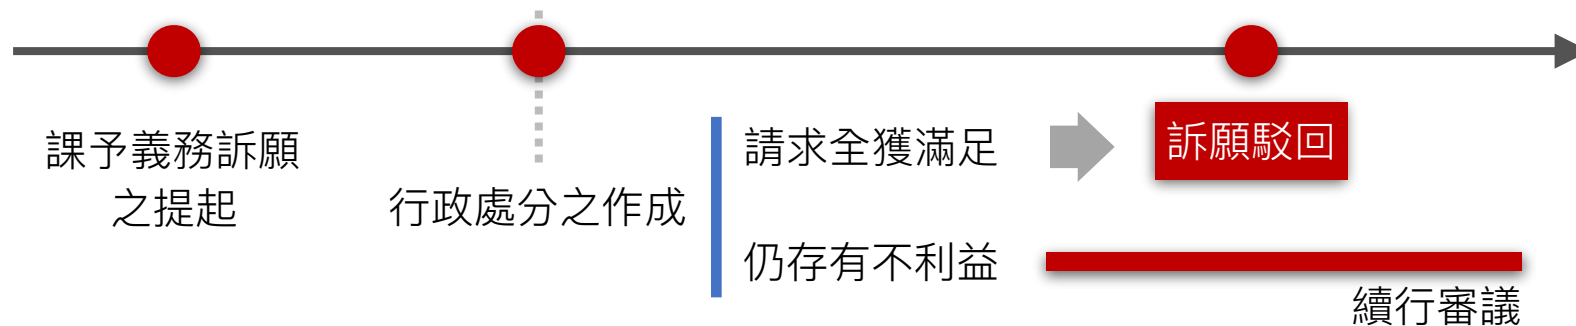 課予義務訴願
之提起
行政處分之作成
請求全獲滿足
訴願駁回
仍存有不利益
續行審議